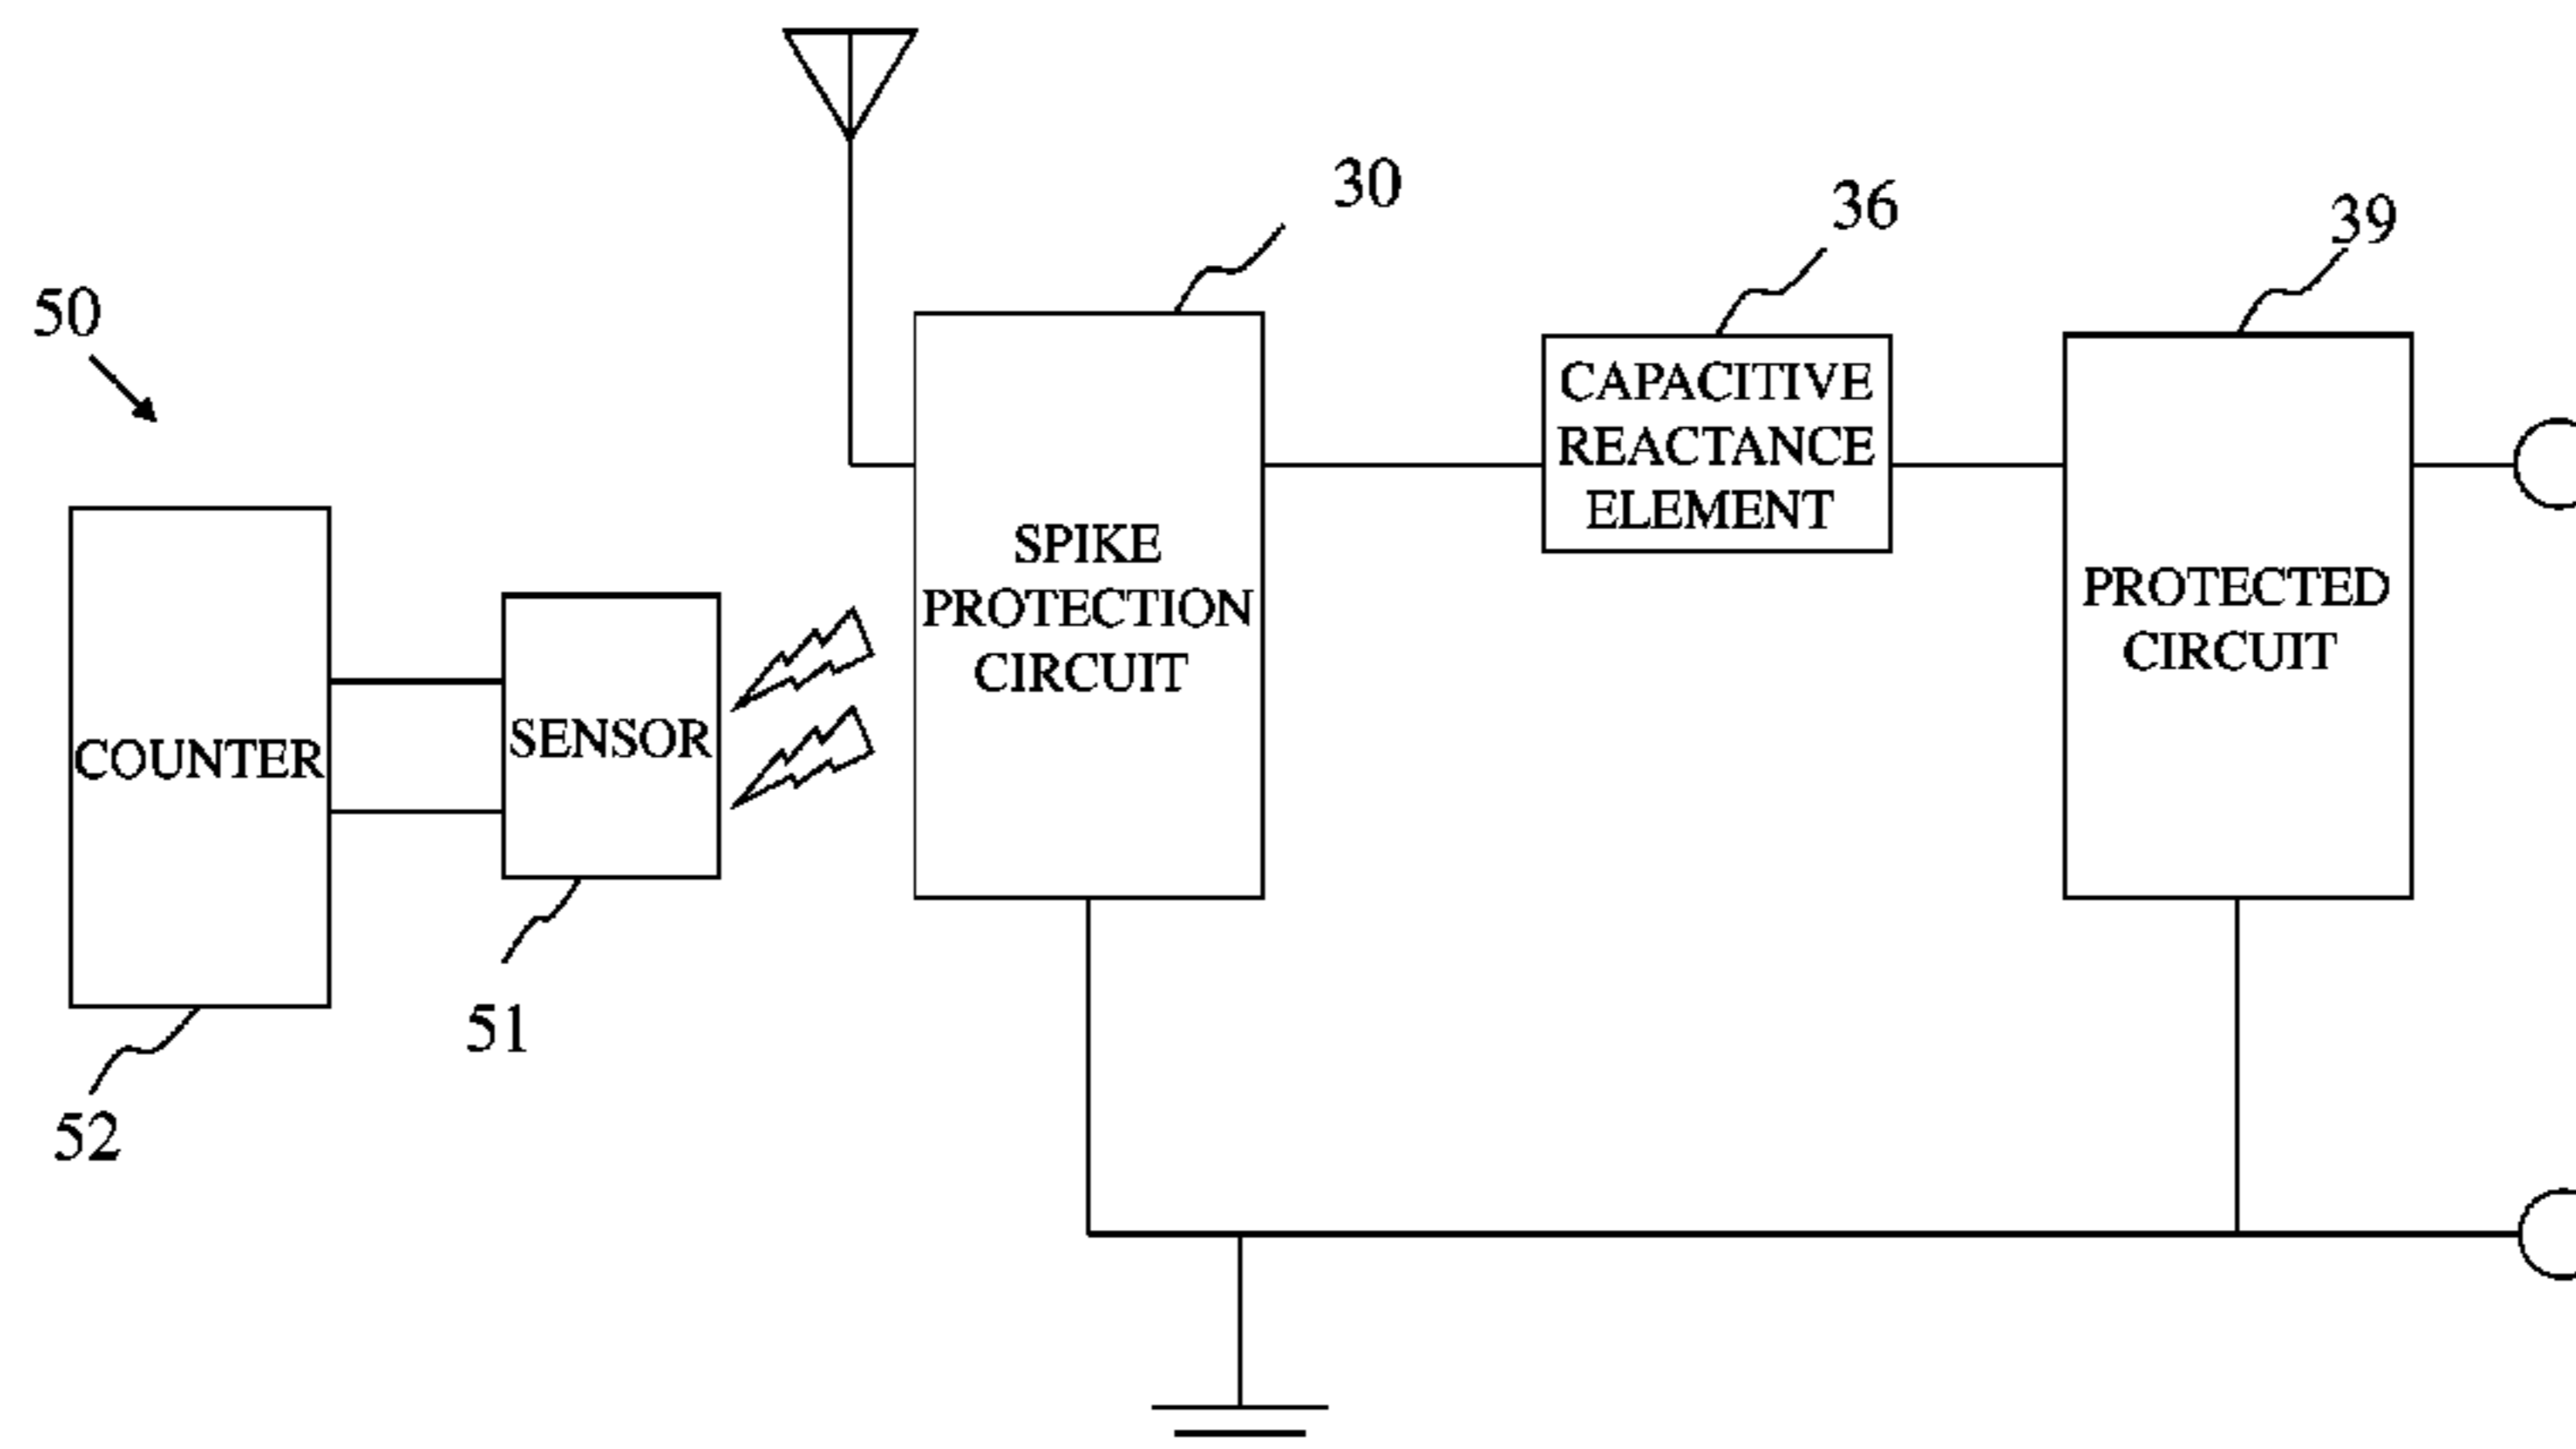 30
36
39
50
CAPACITIVE
REACTANCE
ELEMENT
SPIKE
PROTECTION
CIRCUIT
PROTECTED
CIRCUIT
COUNTER
SENSOR
51
52